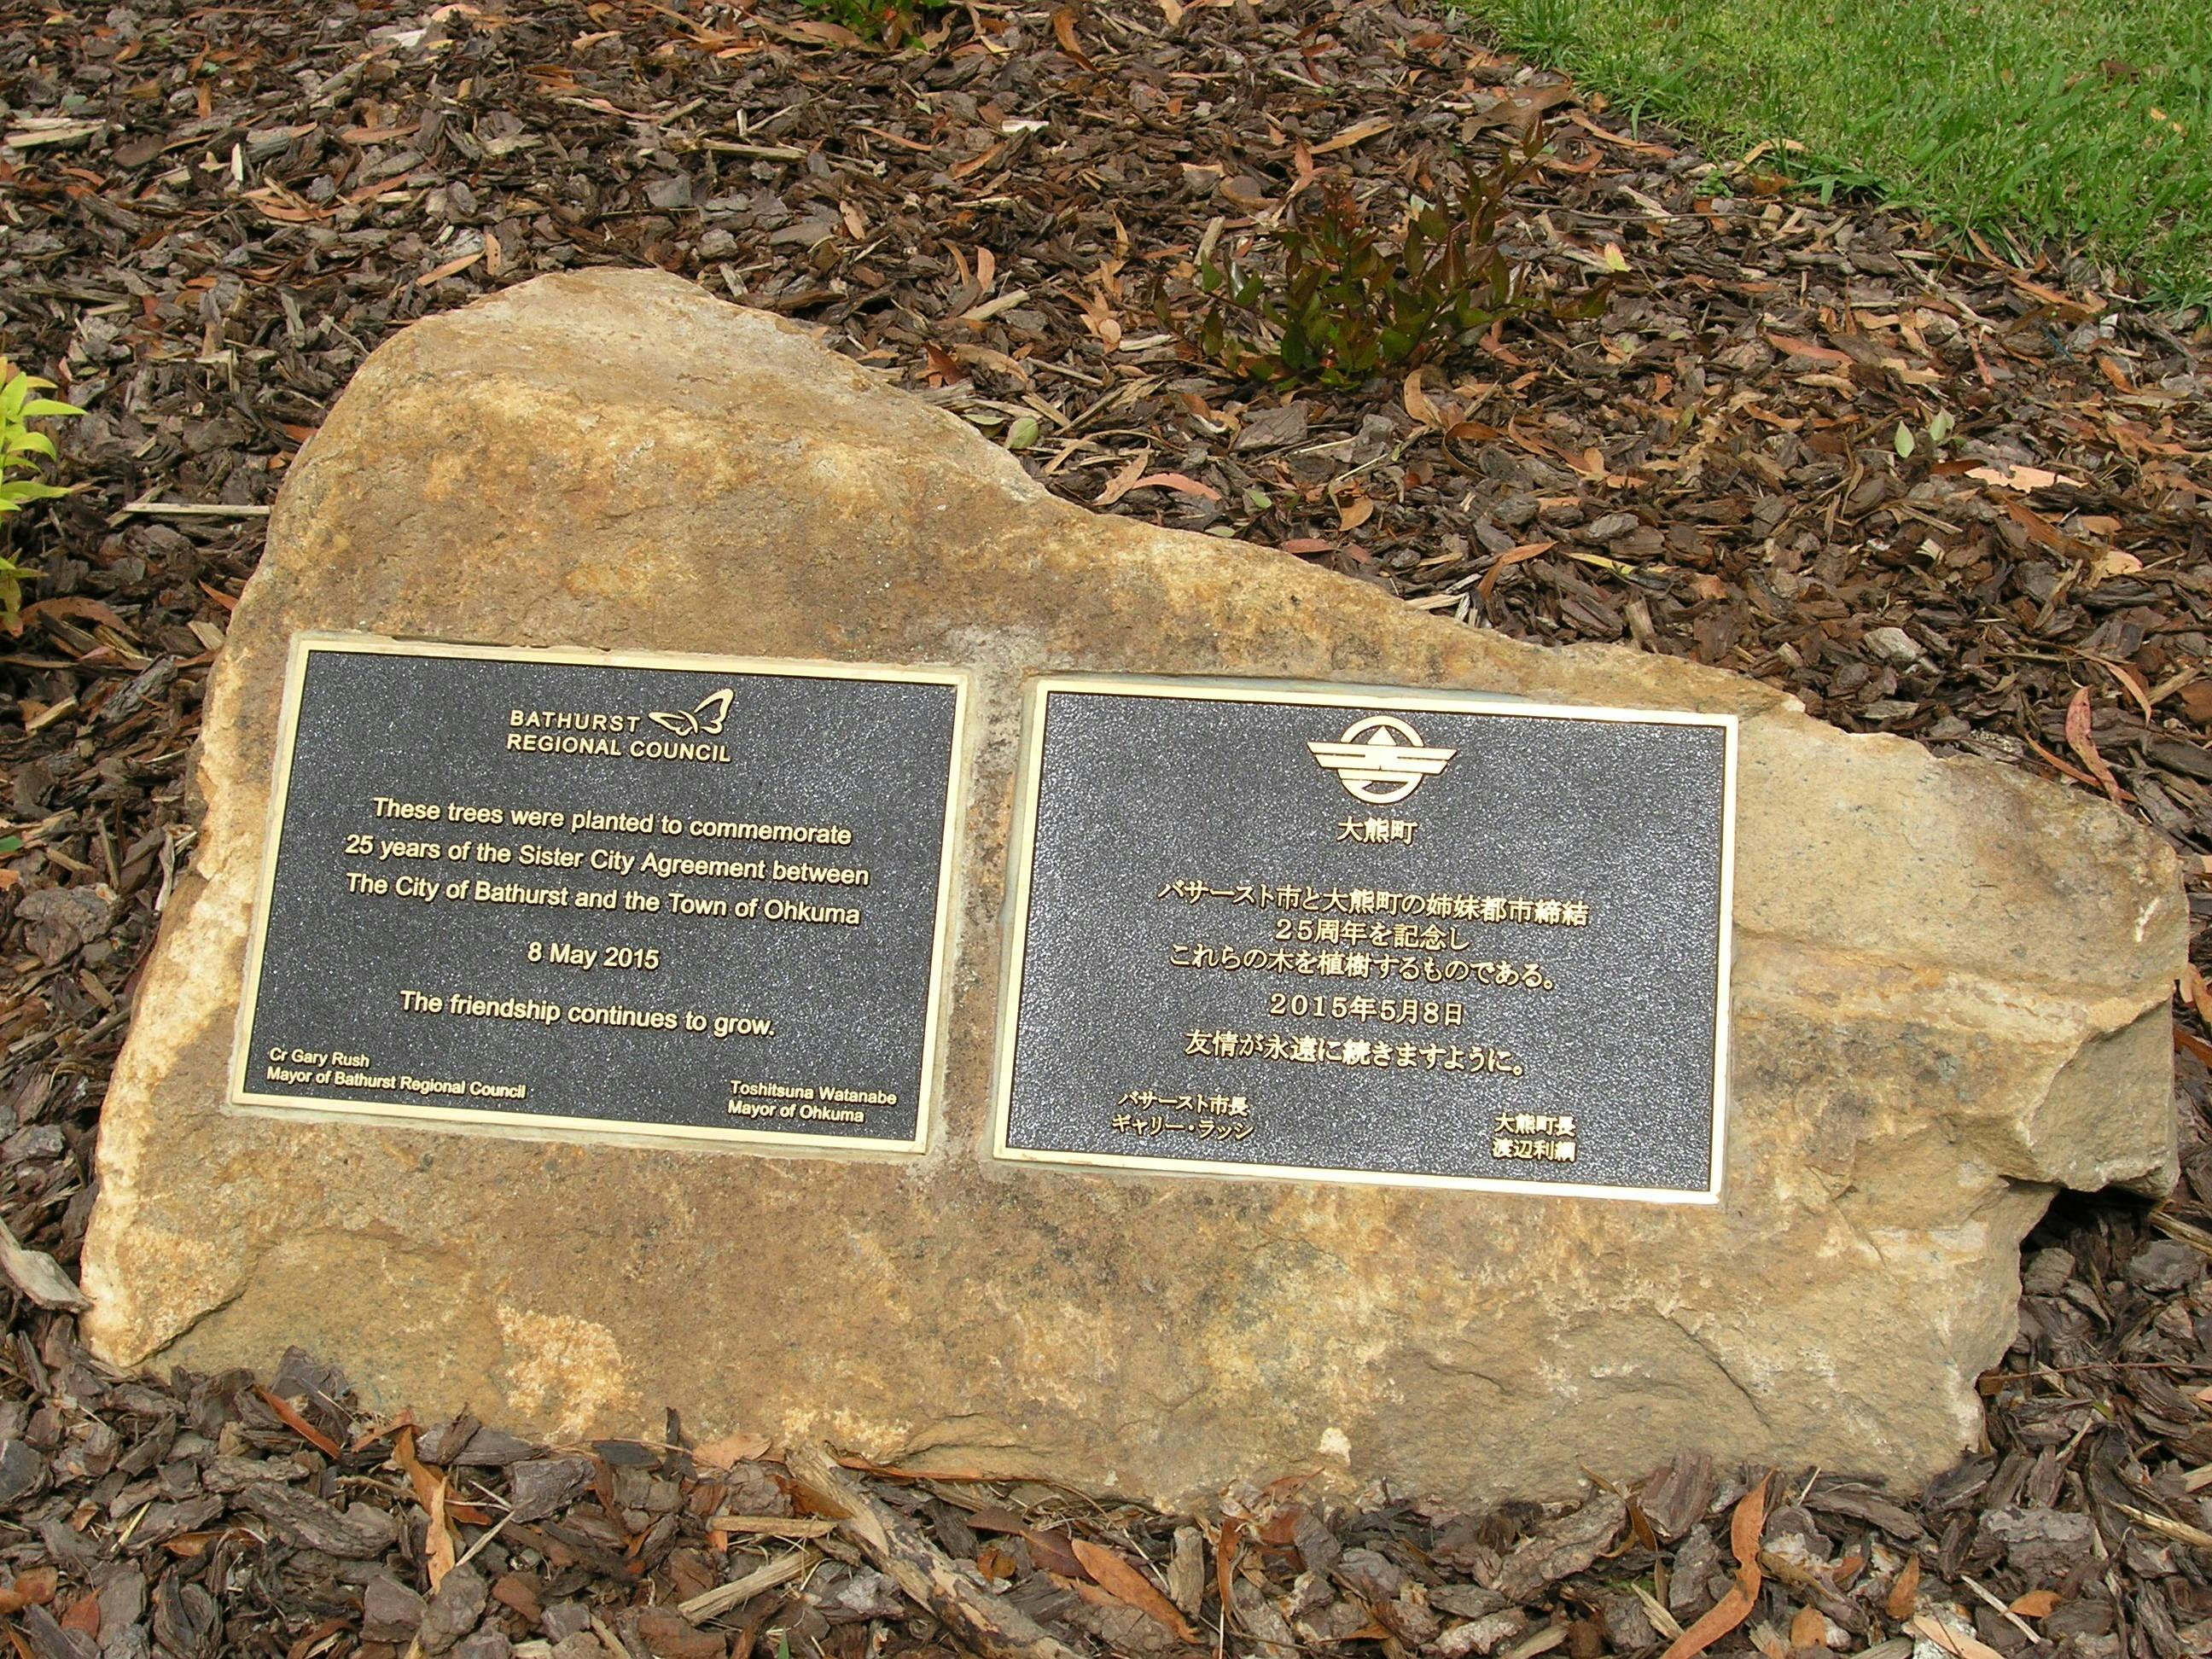 BATHURST
REGIONAL COUNCIL
These trees were planted to commemorate
25 years of the Sister City Agreement between
The City of Bathurst and the Town of Ohkuma
8 May 2015
The friendship continues to grow.
Cr Gary Rush
Mayor of Bathurst Regional Council
Toshitsuna Watanabe
Mayor of Ohkuma
大熊町
バサースト市と大熊町の姉妹都市締結
25周年を記念し
これらの木を植樹するものである。
2015年5月8日
友情が永遠に続きますように。
バサースト市長
ギャリー・ラッシ
大熊町長
渡辺利綱